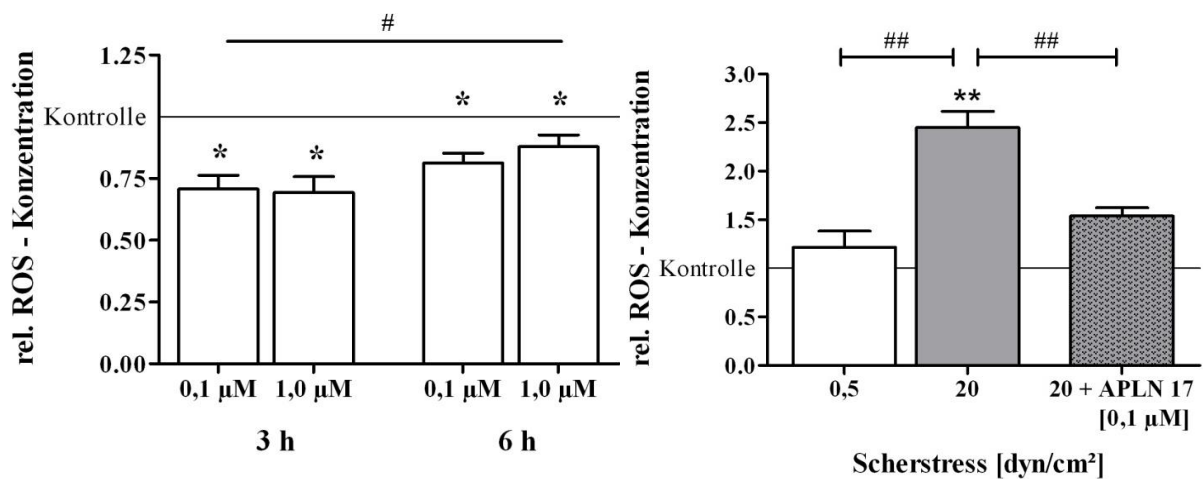 #
1.25
Kontrolle
1.00
*
*
*
*
0.75
0.50
0.25
0.00
rel. ROS - Konzentration
0,1 µM 1,0 µM 0,1 µM 1,0 µM
3 h 6 h
## ##
3.0
**
2.5
2.0
1.5
Kontrolle
1.0
0.5
0.0
rel. ROS - Konzentration
0,5 20 20 + APLN 17
[0,1 µM]
Scherstress [dyn/cm²]